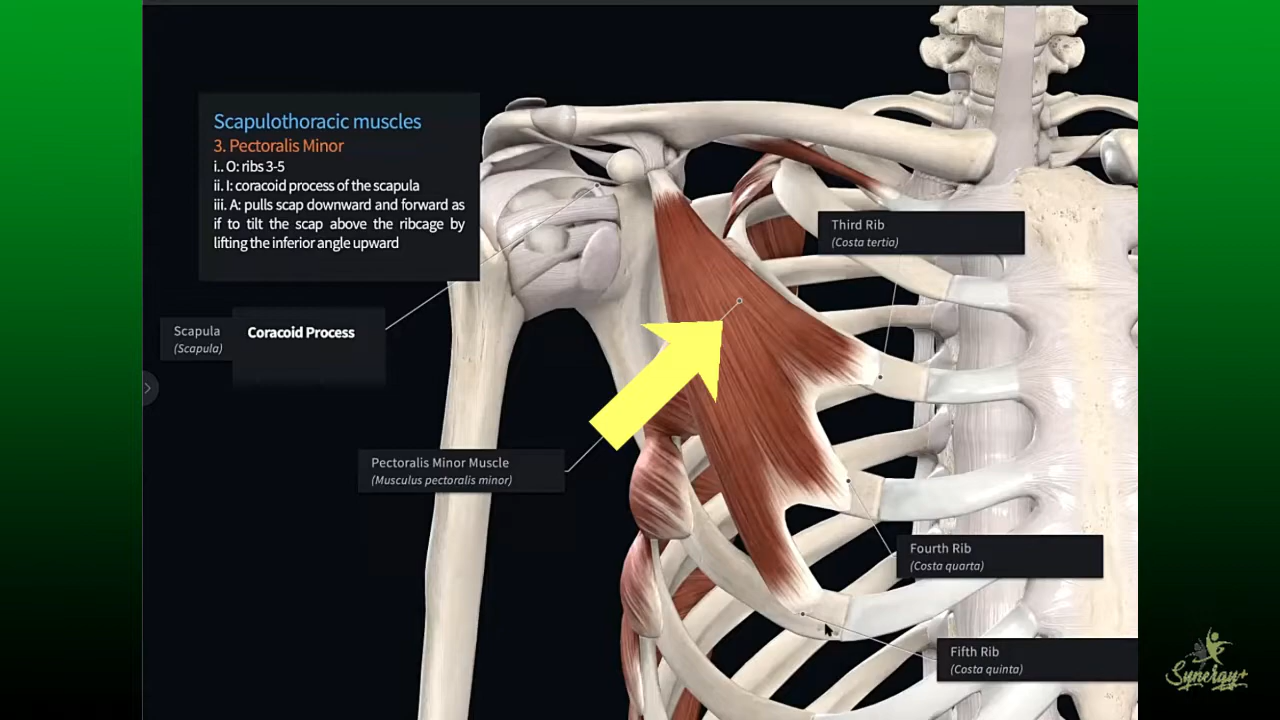 Scapulothoracic muscles
3. Pectoralis Minor
i.. O: ribs 3-5
ii. I: coracoid process of the scapula
iii. A: pulls scap downward and forward as
if to tilt the scap above the ribcage by
lifting the inferior angle upward
Third Rib
(Costa tertia)
Scapula
(Scapula)
Coracoid Process
Pectoralis Minor Muscle
(Musculus pectoralis minor)
Fourth Rib
(Costa quarta)
Fifth Rib
(Costa quinta)
Synergy+